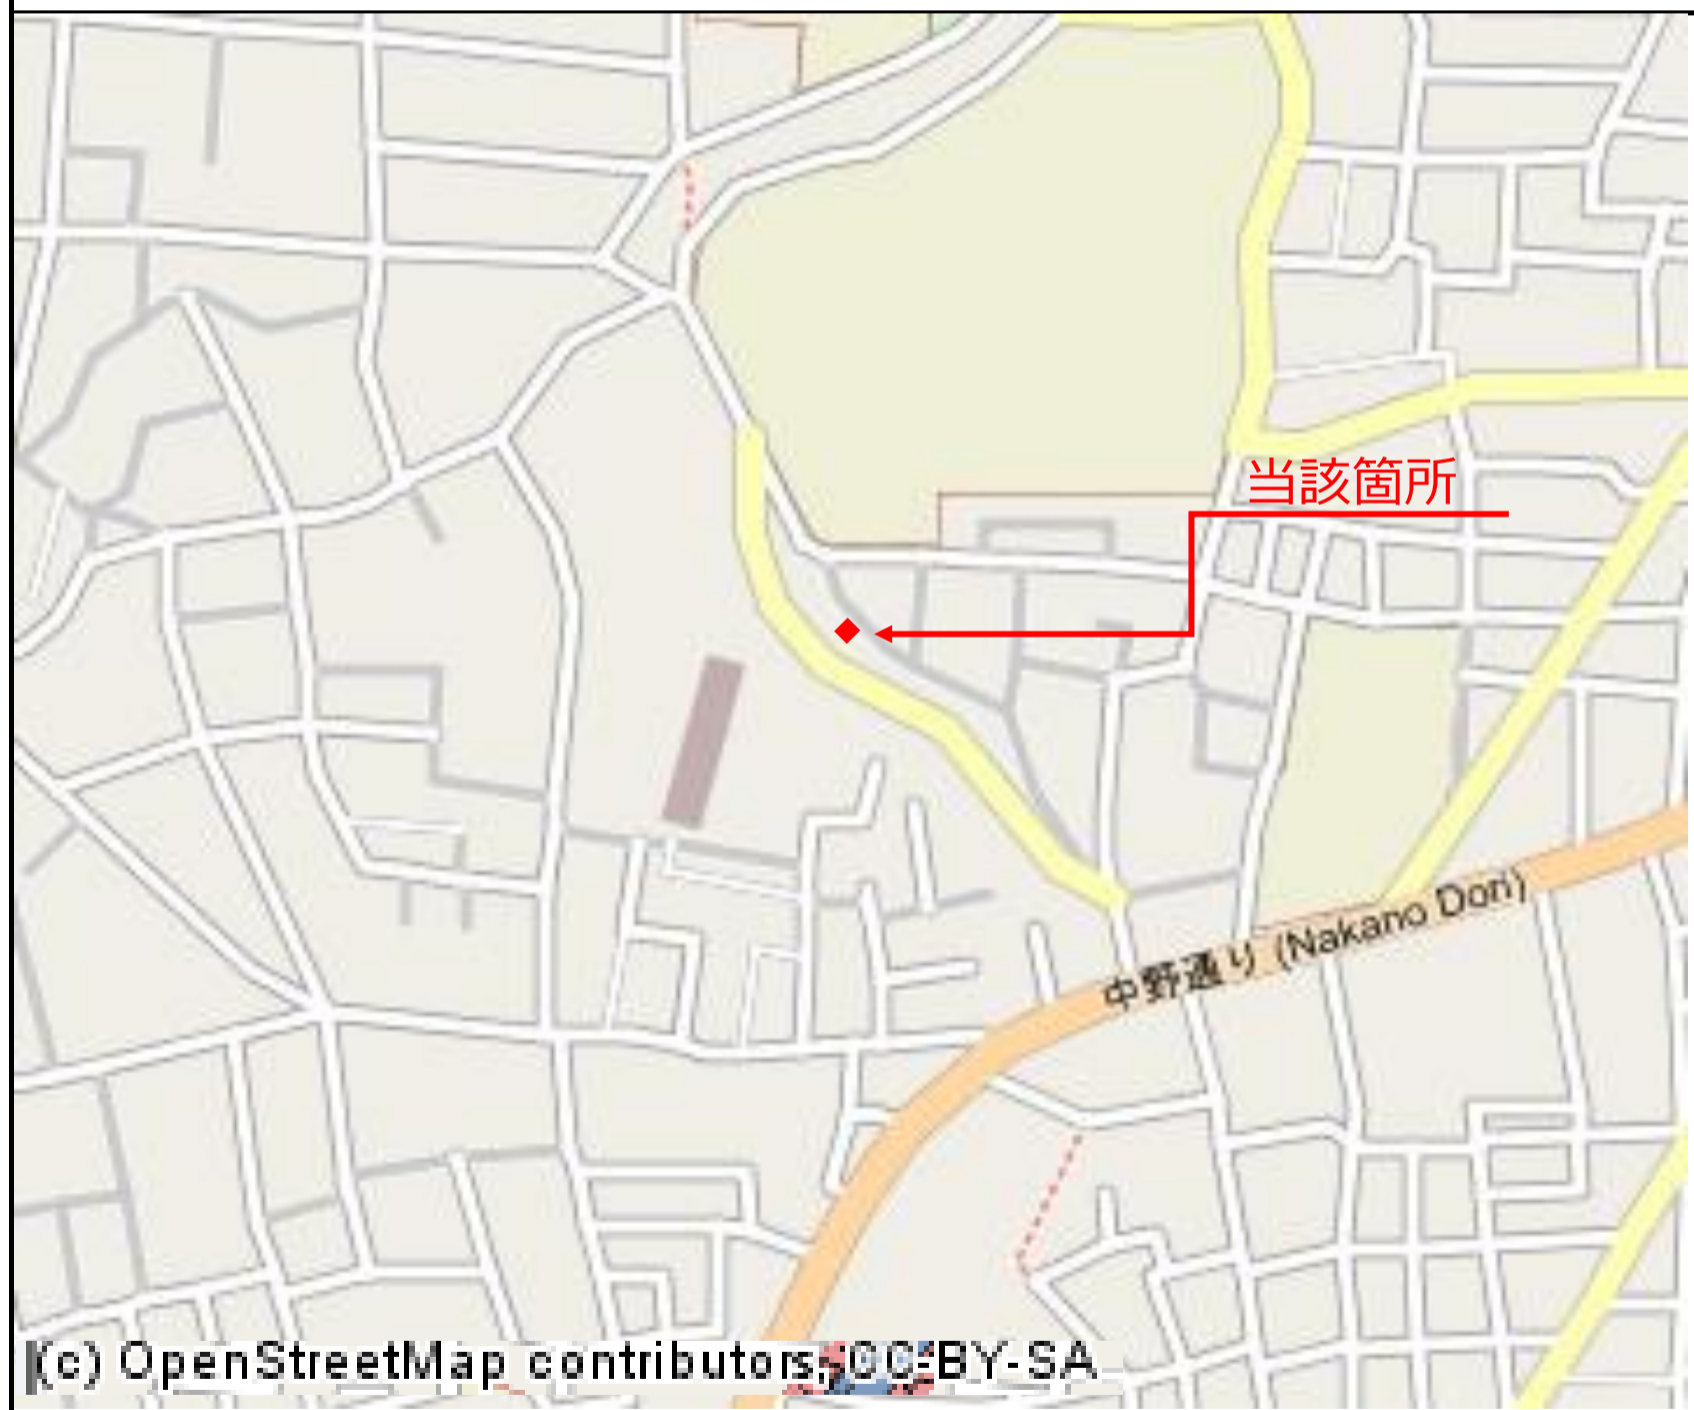 当該箇所
中野通り (Nakano Dori)
(c) OpenStreetMap contributors, CC-BY-SA